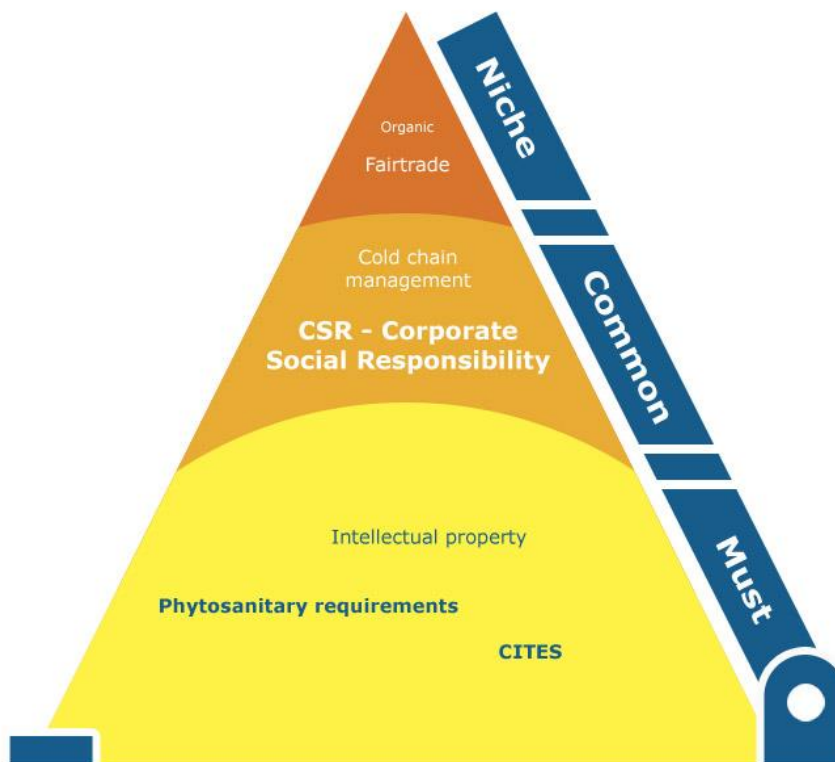 Organic
Fairtrade
Cold chain
management
CSR - Corporate
Social Responsibility
Intellectual property
Phytosanitary requirements
CITES
Niche
Common
Must